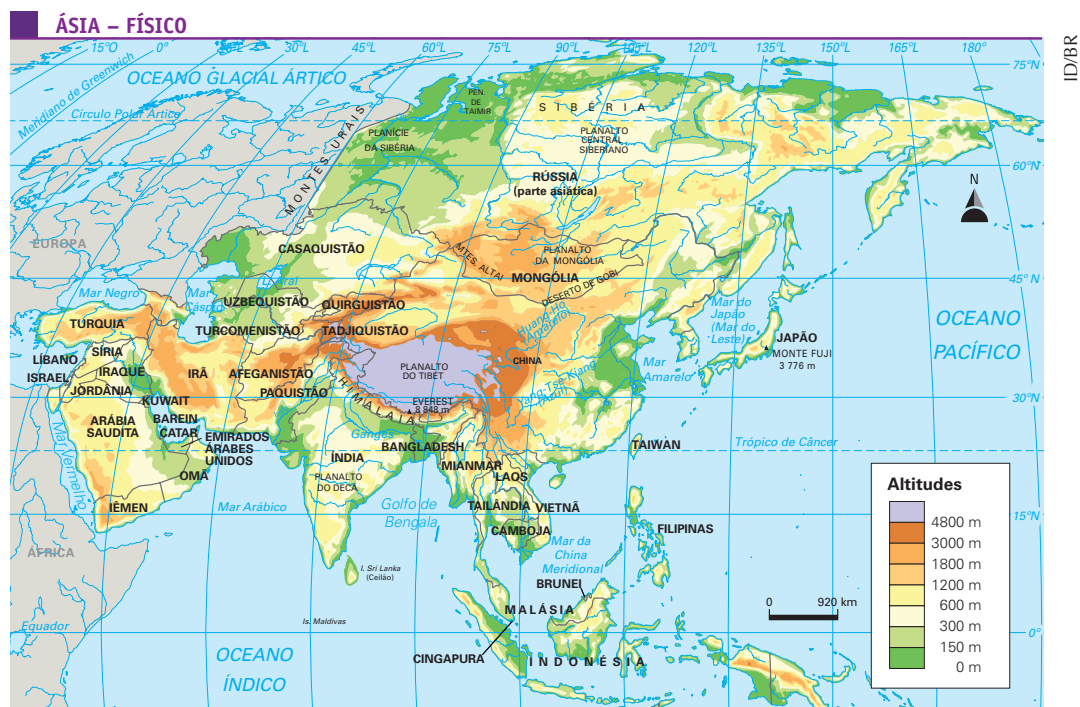 ÁSIA – FÍSICO
ID/BR
15°O 0° 15°L 30°L 45°L 60°L 75°L 90°L 105°L 120°L 135°L 150°L 165°L 180°
75°N
OCEANO GLACIAL ÁRTICO
Meridiano de Greenwich
Círculo Polar Ártico
PEN.
DE
TAIMIR
SIBÉRIA
PLANÍCIE
DA SIBÉRIA
PLANALTO
CENTRAL
SIBERIANO
MONTES URAIS
60°N
RÚSSIA
(parte asiática)
N
EUROPA
CASAQUISTÃO
MTES. ALTAI
PLANALTO
DA MONGÓLIA
MONGÓLIA
DESERTO DE GOBI
45°N
Mar Negro
Mar
Cáspio
UZBEQUISTÃO
QUIRGUISTÃO
TURQUIA
TURCOMENISTÃO
TADJIQUISTÃO
Huang-Ho
(Amarelo)
Mar do
Japão
(Mar do
Leste)
JAPÃO
MONTE FUJI
3 776 m
OCEANO
PACÍFICO
LÍBANO
SÍRIA
ISRAEL
IRAQUE
JORDÂNIA
IRÃ
AFEGANISTÃO
PAQUISTÃO
PLANALTO
DO TIBET
CHINA
Mar
Amarelo
Yang-Tse Kiang
(Azul)
KUWAIT
HIMALAIA
EVEREST
8 848 m
30°N
ARÁBIA
SAUDITA
BAREIN
CATAR
EMIRADOS
ÁRABES
UNIDOS
Ganges
BANGLADESH
TAIWAN
Trópico de Câncer
Mar Vermelho
OMÃ
ÍNDIA
PLANALTO
DO DECÃ
MIANMAR
LAOS
IÊMEN
Mar Arábico
Golfo de
Bengala
TAILÂNDIA
VIETNÃ
CAMBOJA
15°N
FILIPINAS
ÁFRICA
Mar da
China
Meridional
I. Sri Lanka
(Ceilão)
BRUNEI
MALÁSIA
Is. Maldivas
Equador
0°
CINGAPURA
INDONÉSIA
OCEANO
ÍNDICO
0 920 km
Altitudes
4800 m
3000 m
1800 m
1200 m
600 m
300 m
150 m
0 m